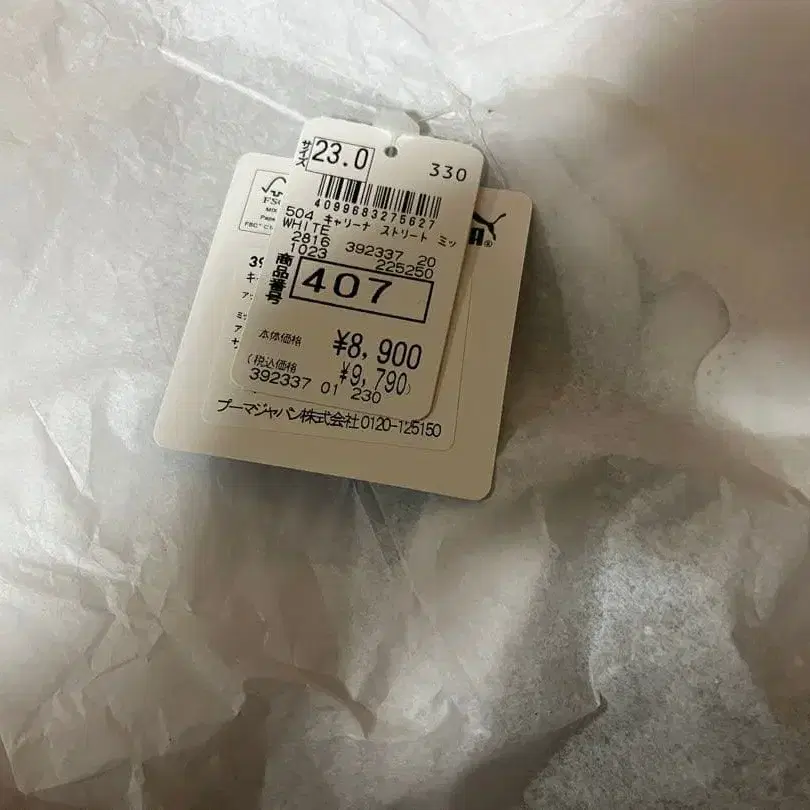 サイズ
23.0
330
4099683275627
504 キャリーナ ストリート ミッ
WHITE
2816 392337 20
1023 225250
商品番号
407
本体価格 ¥8,900
(税込価格 ¥9,790)
392337 01 230
FSC
MIX
プーマジャパン株式会社 0120-125150